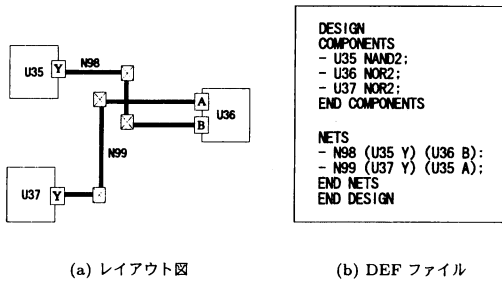 U35
Y
N98
A
B
U36
N99
U37
Y
(a) レイアウト図
DESIGN
COMPONENTS
- U35 NAND2;
- U36 NOR2;
- U37 NOR2;
END COMPONENTS
NETS
- N98 (U35 Y) (U36 B):
- N99 (U37 Y) (U35 A);
END NETS
END DESIGN
(b) DEF ファイル